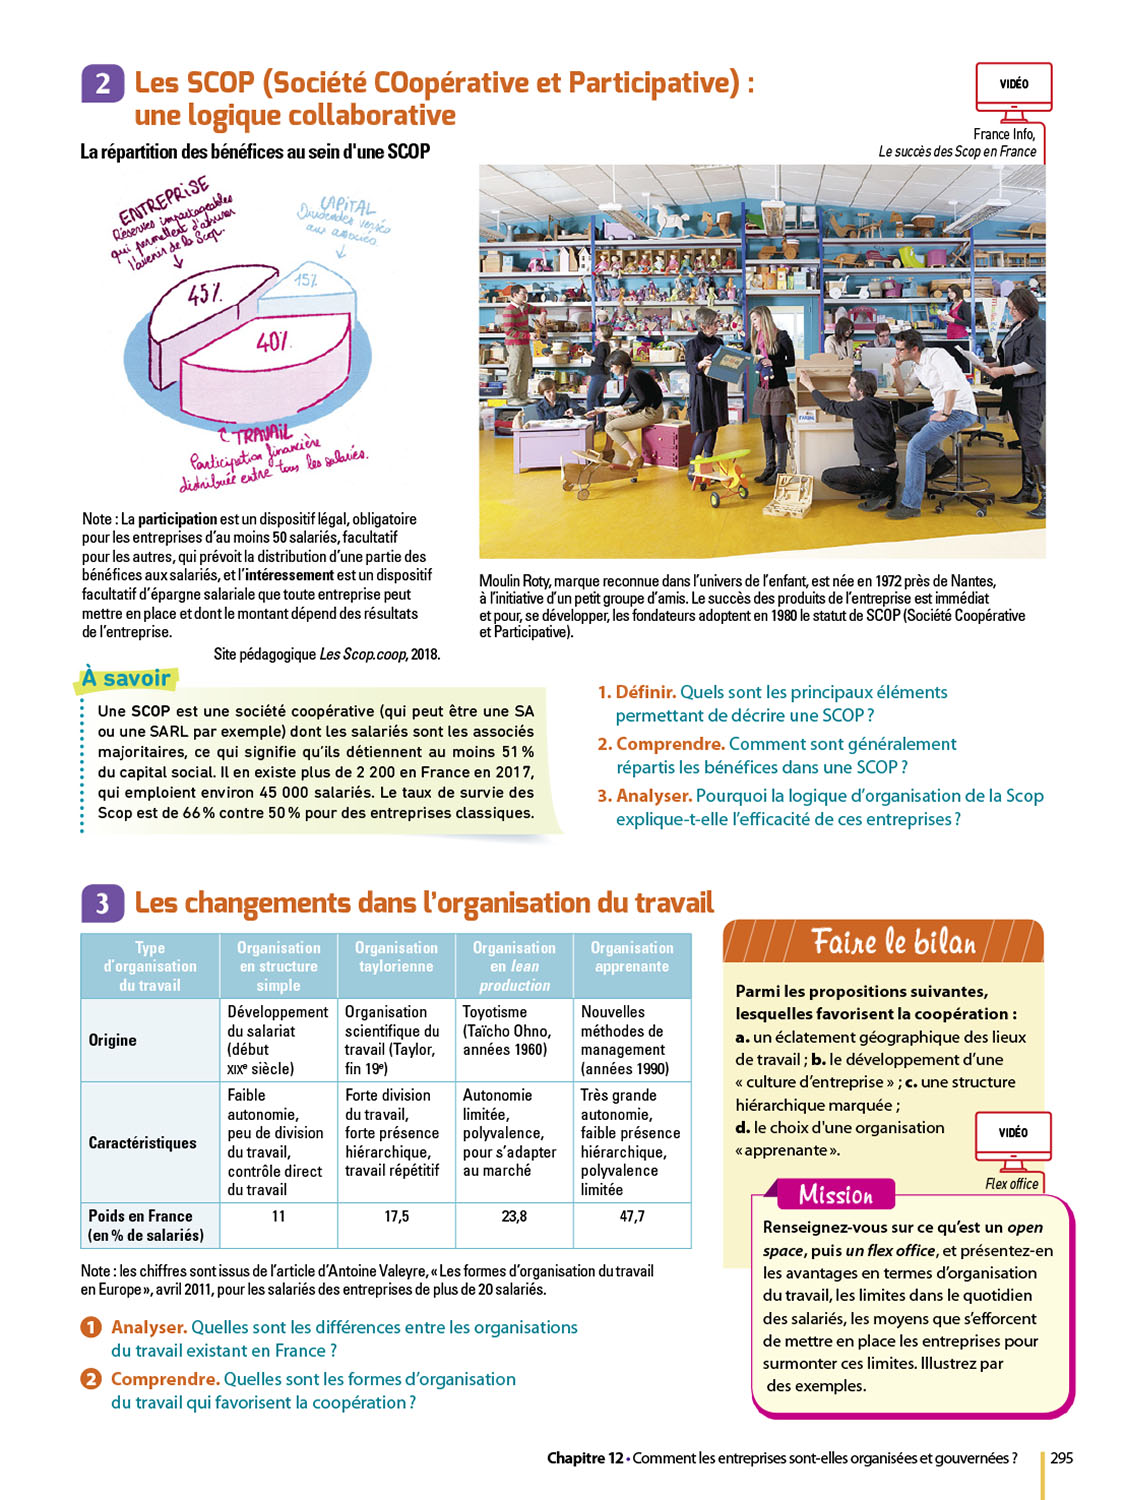 2 Les SCOP (Société COopérative et Participative) :
une logique collaborative
VIDÉO
France Info,
Le succès des Scop en France
La répartition des bénéfices au sein d'une SCOP
ENTREPRISE
Réserves impartageables
qui permettent d'assurer
l'avenir de la Scop.
CAPITAL
Dividendes versés
aux associés.
45%
15%
40%
TRAVAIL
Participation financière
distribuée entre tous les salariés.
Note : La participation est un dispositif légal, obligatoire
pour les entreprises d'au moins 50 salariés, facultatif
pour les autres, qui prévoit la distribution d'une partie des
bénéfices aux salariés, et l'intéressement est un dispositif
facultatif d'épargne salariale que toute entreprise peut
mettre en place et dont le montant dépend des résultats
de l'entreprise.
Site pédagogique Les Scop.coop, 2018.
Moulin Roty, marque reconnue dans l'univers de l'enfant, est née en 1972 près de Nantes,
à l'initiative d'un petit groupe d'amis. Le succès des produits de l'entreprise est immédiat
et pour, se développer, les fondateurs adoptent en 1980 le statut de SCOP (Société Coopérative
et Participative).
À savoir
Une SCOP est une société coopérative (qui peut être une SA
ou une SARL par exemple) dont les salariés sont les associés
majoritaires, ce qui signifie qu'ils détiennent au moins 51 %
du capital social. Il en existe plus de 2 200 en France en 2017,
qui emploient environ 45 000 salariés. Le taux de survie des
Scop est de 66 % contre 50 % pour des entreprises classiques.
1. Définir. Quels sont les principaux éléments
permettant de décrire une SCOP ?
2. Comprendre. Comment sont généralement
répartis les bénéfices dans une SCOP ?
3. Analyser. Pourquoi la logique d'organisation de la Scop
explique-t-elle l'efficacité de ces entreprises ?
3 Les changements dans l'organisation du travail
Type
d'organisation
du travail
Organisation
en structure
simple
Organisation
taylorienne
Organisation
en lean
production
Organisation
apprenante
Origine
Développement
du salariat
(début
XIXe siècle)
Organisation
scientifique du
travail (Taylor,
fin 19e)
Toyotisme
(Taïcho Ohno,
années 1960)
Nouvelles
méthodes de
management
(années 1990)
Caractéristiques
Faible
autonomie,
peu de division
du travail,
contrôle direct
du travail
Forte division
du travail,
forte présence
hiérarchique,
travail répétitif
Autonomie
limitée,
polyvalence,
pour s'adapter
au marché
Très grande
autonomie,
faible présence
hiérarchique,
polyvalence
limitée
Poids en France
(en % de salariés)
11
17,5
23,8
47,7
Note : les chiffres sont issus de l'article d'Antoine Valeyre, « Les formes d'organisation du travail
en Europe », avril 2011, pour les salariés des entreprises de plus de 20 salariés.
1 Analyser. Quelles sont les différences entre les organisations
du travail existant en France ?
2 Comprendre. Quelles sont les formes d'organisation
du travail qui favorisent la coopération ?
Faire le bilan
Parmi les propositions suivantes,
lesquelles favorisent la coopération :
a. un éclatement géographique des lieux
de travail ; b. le développement d'une
« culture d'entreprise » ; c. une structure
hiérarchique marquée ;
d. le choix d'une organisation
« apprenante ».
VIDÉO
Flex office
Mission
Renseignez-vous sur ce qu'est un open
space, puis un flex office, et présentez-en
les avantages en termes d'organisation
du travail, les limites dans le quotidien
des salariés, les moyens que s'efforcent
de mettre en place les entreprises pour
surmonter ces limites. Illustrez par
des exemples.
Chapitre 12 • Comment les entreprises sont-elles organisées et gouvernées ? 295